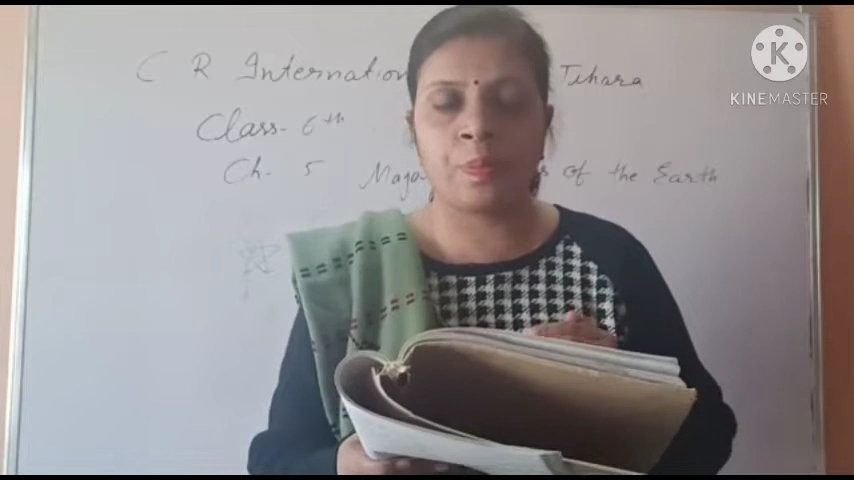 C R Internation Tihara
Class- 6th
Ch. 5 of the Earth
K
KINEMASTER